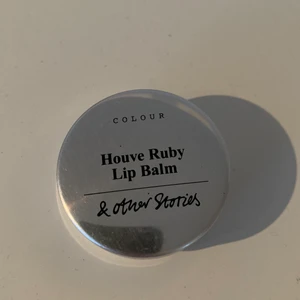 COLOUR
Houve Ruby
Lip Balm
& other Stories